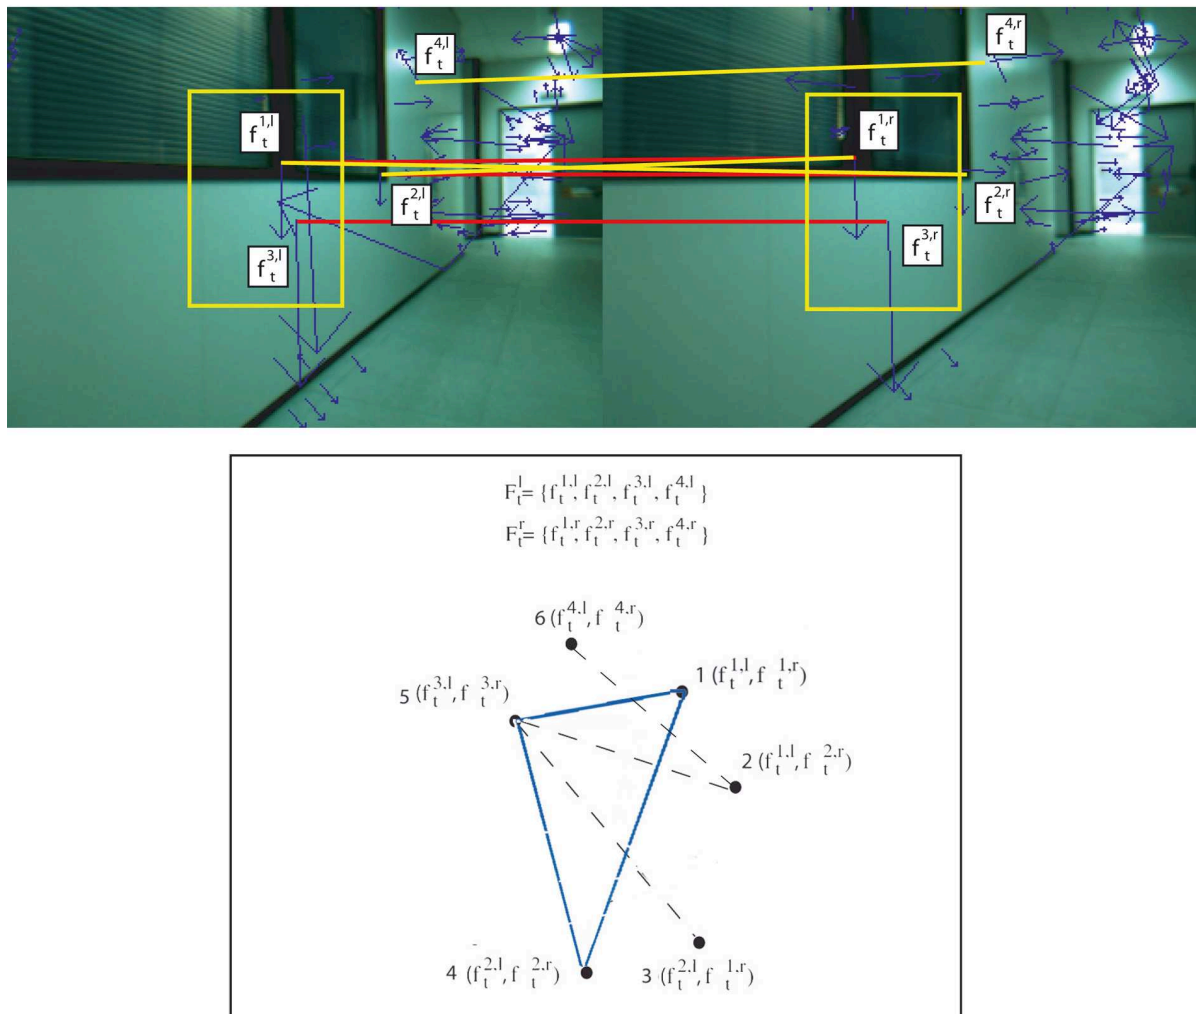 f_t^{4,l}
f_t^{4,r}
f_t^{1,l}
f_t^{1,r}
f_t^{2,l}
f_t^{2,r}
f_t^{3,l}
f_t^{3,r}
F_t^l= {f_t^{1,l}, f_t^{2,l}, f_t^{3,l}, f_t^{4,l} }
F_t^r= {f_t^{1,r}, f_t^{2,r}, f_t^{3,r}, f_t^{4,r} }
6 (f_t^{4,l}, f_t^{4,r})
1 (f_t^{1,l}, f_t^{1,r})
5 (f_t^{3,l}, f_t^{3,r})
2 (f_t^{1,l}, f_t^{2,r})
4 (f_t^{2,l}, f_t^{2,r})
3 (f_t^{2,l}, f_t^{1,r})